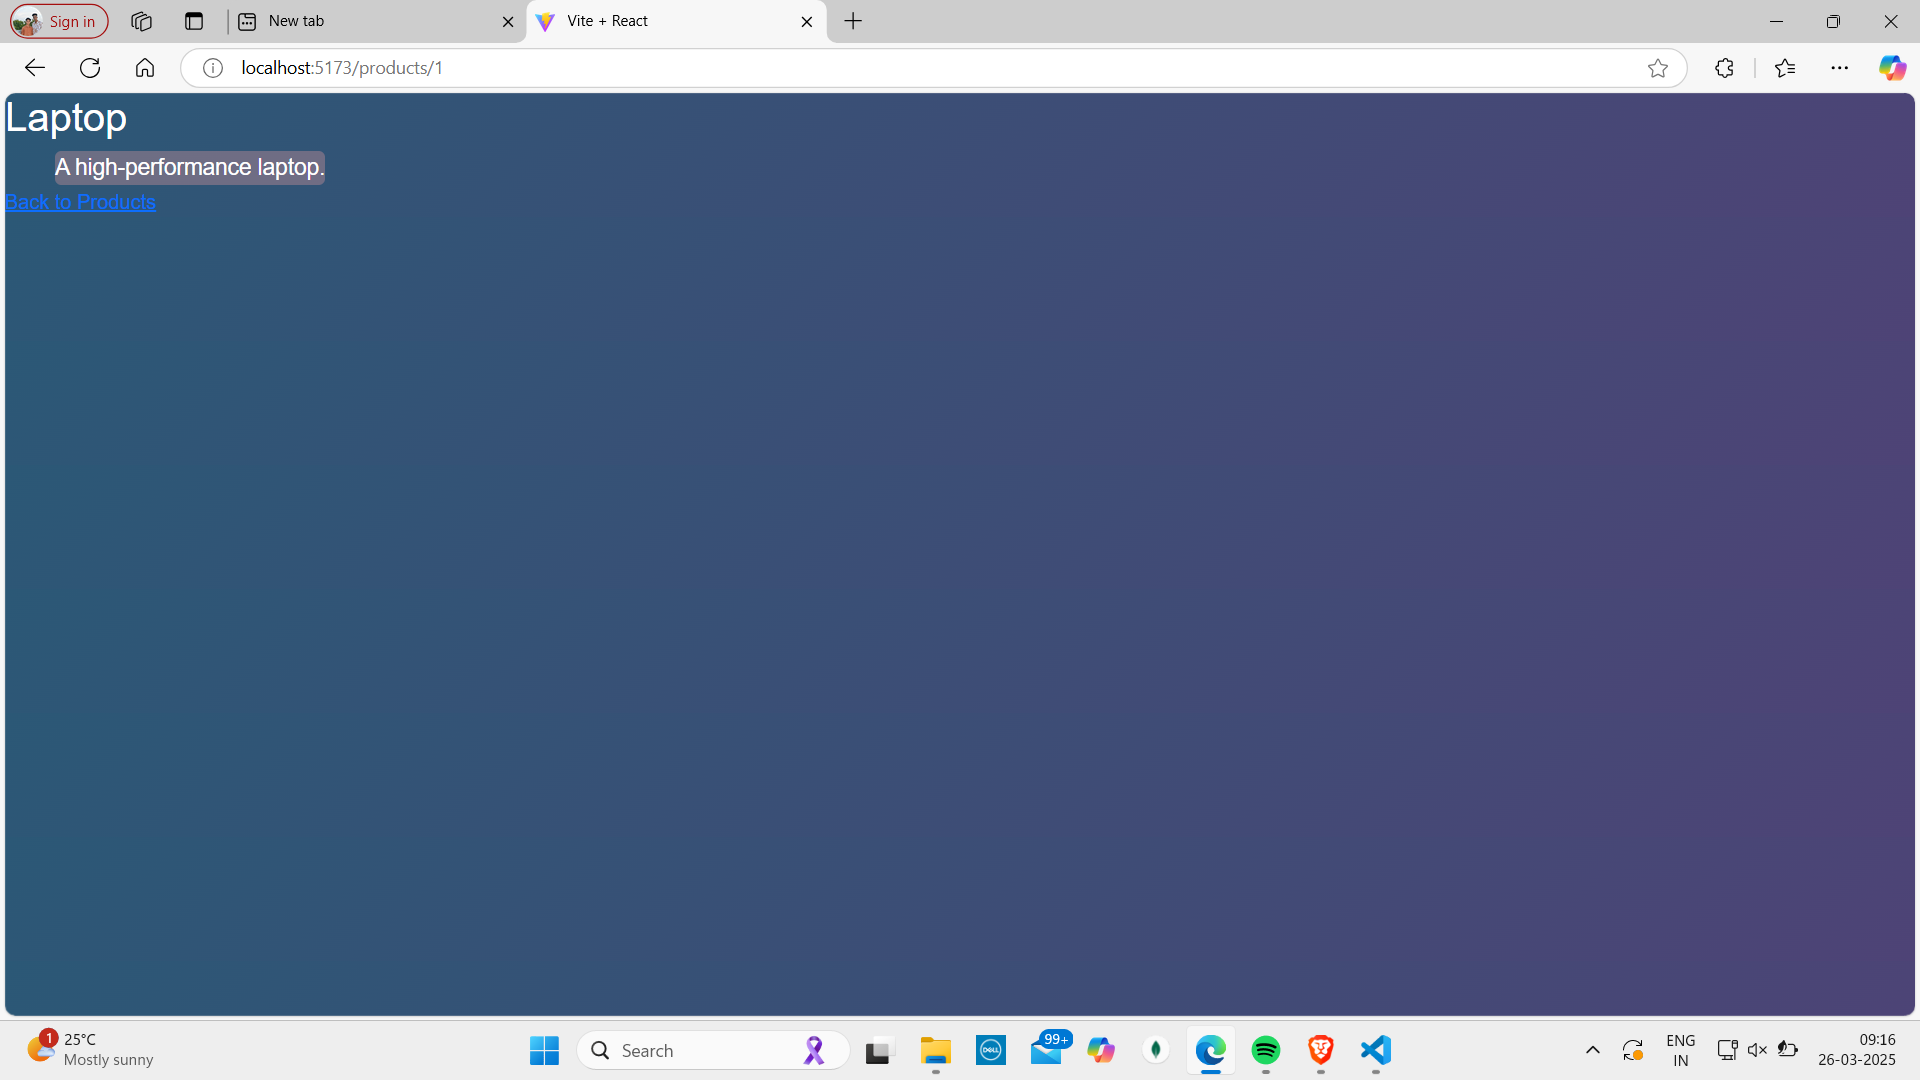 Sign in
New tab
Vite + React
localhost:5173/products/1
Laptop
A high-performance laptop.
Back to Products
1
25°C
Mostly sunny
Search
DELL
99+
ENG
IN
09:16
26-03-2025